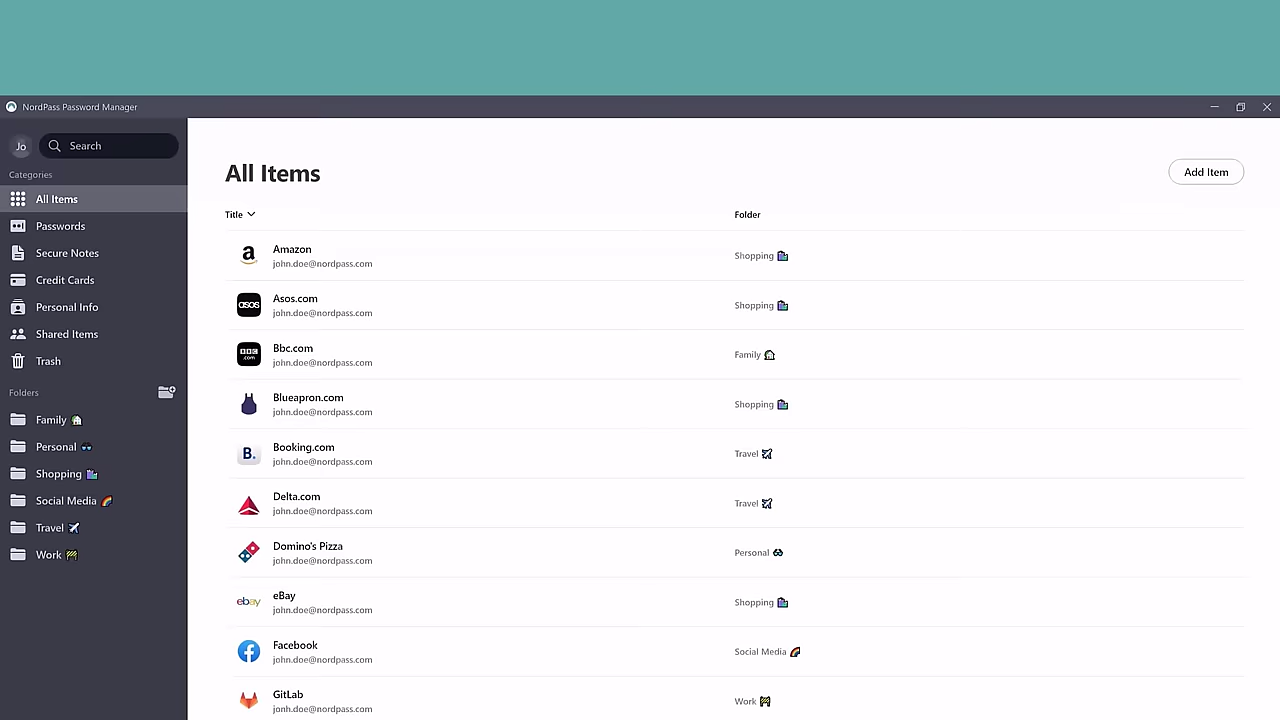 NordPass Password Manager
Jo
Search
Categories
All Items
Passwords
Secure Notes
Credit Cards
Personal Info
Shared Items
Trash
Folders
Family
Personal
Shopping
Social Media
Travel
Work
All Items
Add Item
Title Folder
a Amazon
john.doe@nordpass.com Shopping
asos Asos.com
john.doe@nordpass.com Shopping
BBC .com Bbc.com
john.doe@nordpass.com Family
Blueapron.com
john.doe@nordpass.com Shopping
B. Booking.com
john.doe@nordpass.com Travel
Delta.com
john.doe@nordpass.com Travel
Domino's Pizza
john.doe@nordpass.com Personal
ebay eBay
john.doe@nordpass.com Shopping
Facebook
john.doe@nordpass.com Social Media
GitLab
jonh.doe@nordpass.com Work